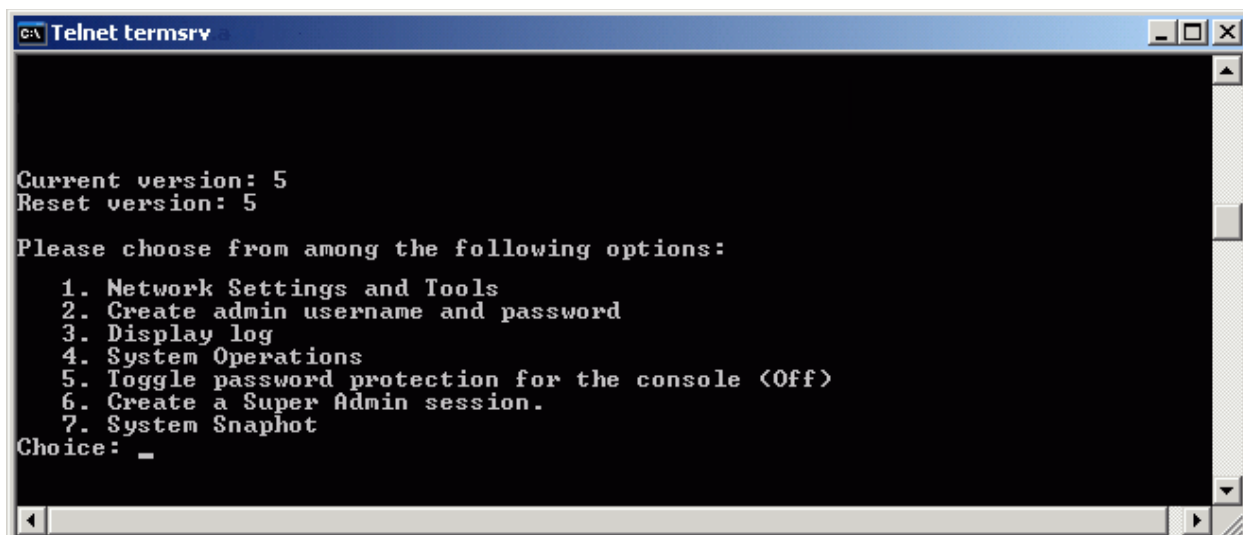 Telnet termsrv
Current version: 5
Reset version: 5
Please choose from among the following options:
1. Network Settings and Tools
2. Create admin username and password
3. Display log
4. System Operations
5. Toggle password protection for the console (Off)
6. Create a Super Admin session.
7. System Snaphot
Choice: _